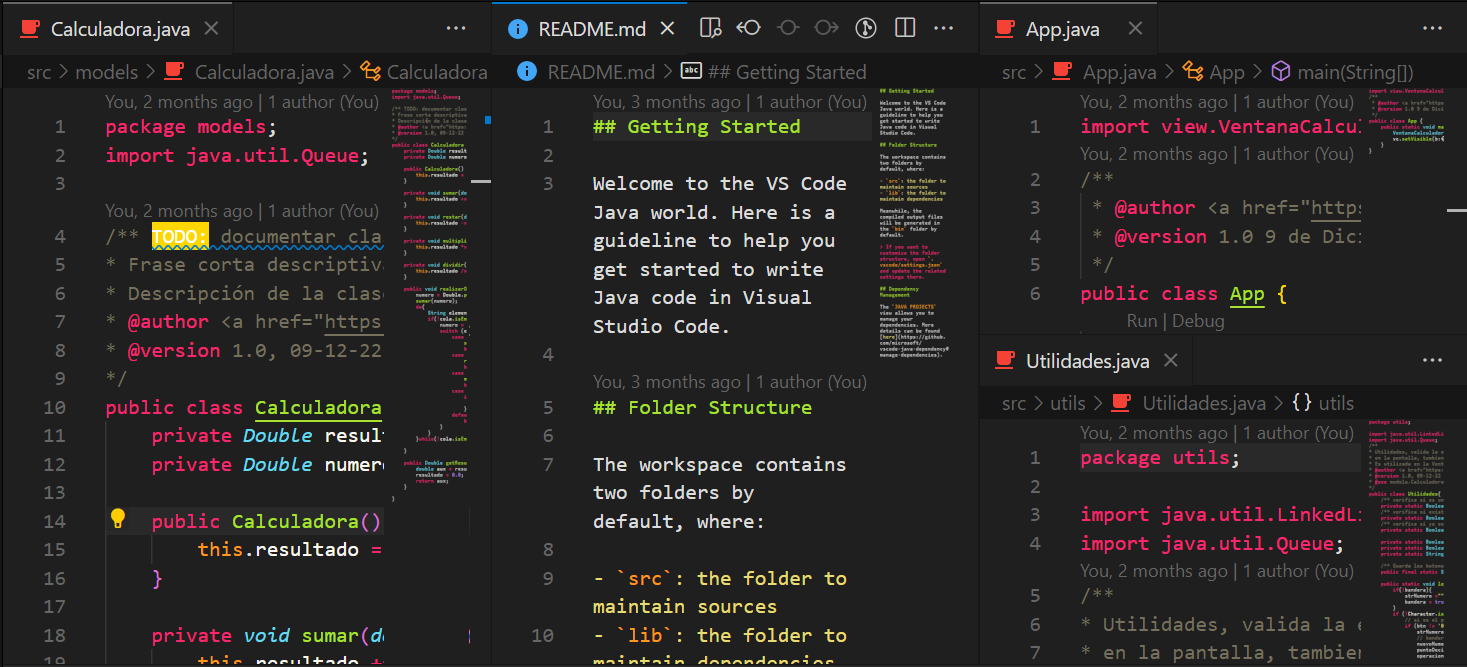 Calculadora.java
src > models > Calculadora.java > Calculadora
You, 2 months ago | 1 author (You)
1 package models;
2 import java.util.Queue;
3
You, 2 months ago | 1 author (You)
4 /** TODO: documentar cla
5 * Frase corta descriptiv
6 * Descripción de la clas
7 * @author <a href="https
8 * @version 1.0, 09-12-22
9 */
10 public class Calculadora
11 private Double resul
12 private Double numer
13
14 public Calculadora()
15 this.resultado =
16 }
17
18 private void sumar(d
19 this.resultado +
README.md
README.md > ## Getting Started
You, 3 months ago | 1 author (You)
1 ## Getting Started
2
3 Welcome to the VS Code
Java world. Here is a
guideline to help you
get started to write
Java code in Visual
Studio Code.
4
You, 3 months ago | 1 author (You)
5 ## Folder Structure
6
7 The workspace contains
two folders by
default, where:
8
9 - `src`: the folder to
maintain sources
10 - `lib`: the folder to
maintain dependencies
App.java
src > App.java > App > main(String[])
You, 2 months ago | 1 author (You)
1 import view.VentanaCalcu
You, 2 months ago | 1 author (You)
2 /**
3 * @author <a href="https
4 * @version 1.0 9 de Dici
5 */
6 public class App {
Run | Debug
Utilidades.java
src > utils > Utilidades.java > {} utils
You, 2 months ago | 1 author (You)
1 package utils;
2
3 import java.util.LinkedLi
4 import java.util.Queue;
You, 2 months ago | 1 author (You)
5 /**
6 * Utilidades, valida la e
7 * en la pantalla, tambien